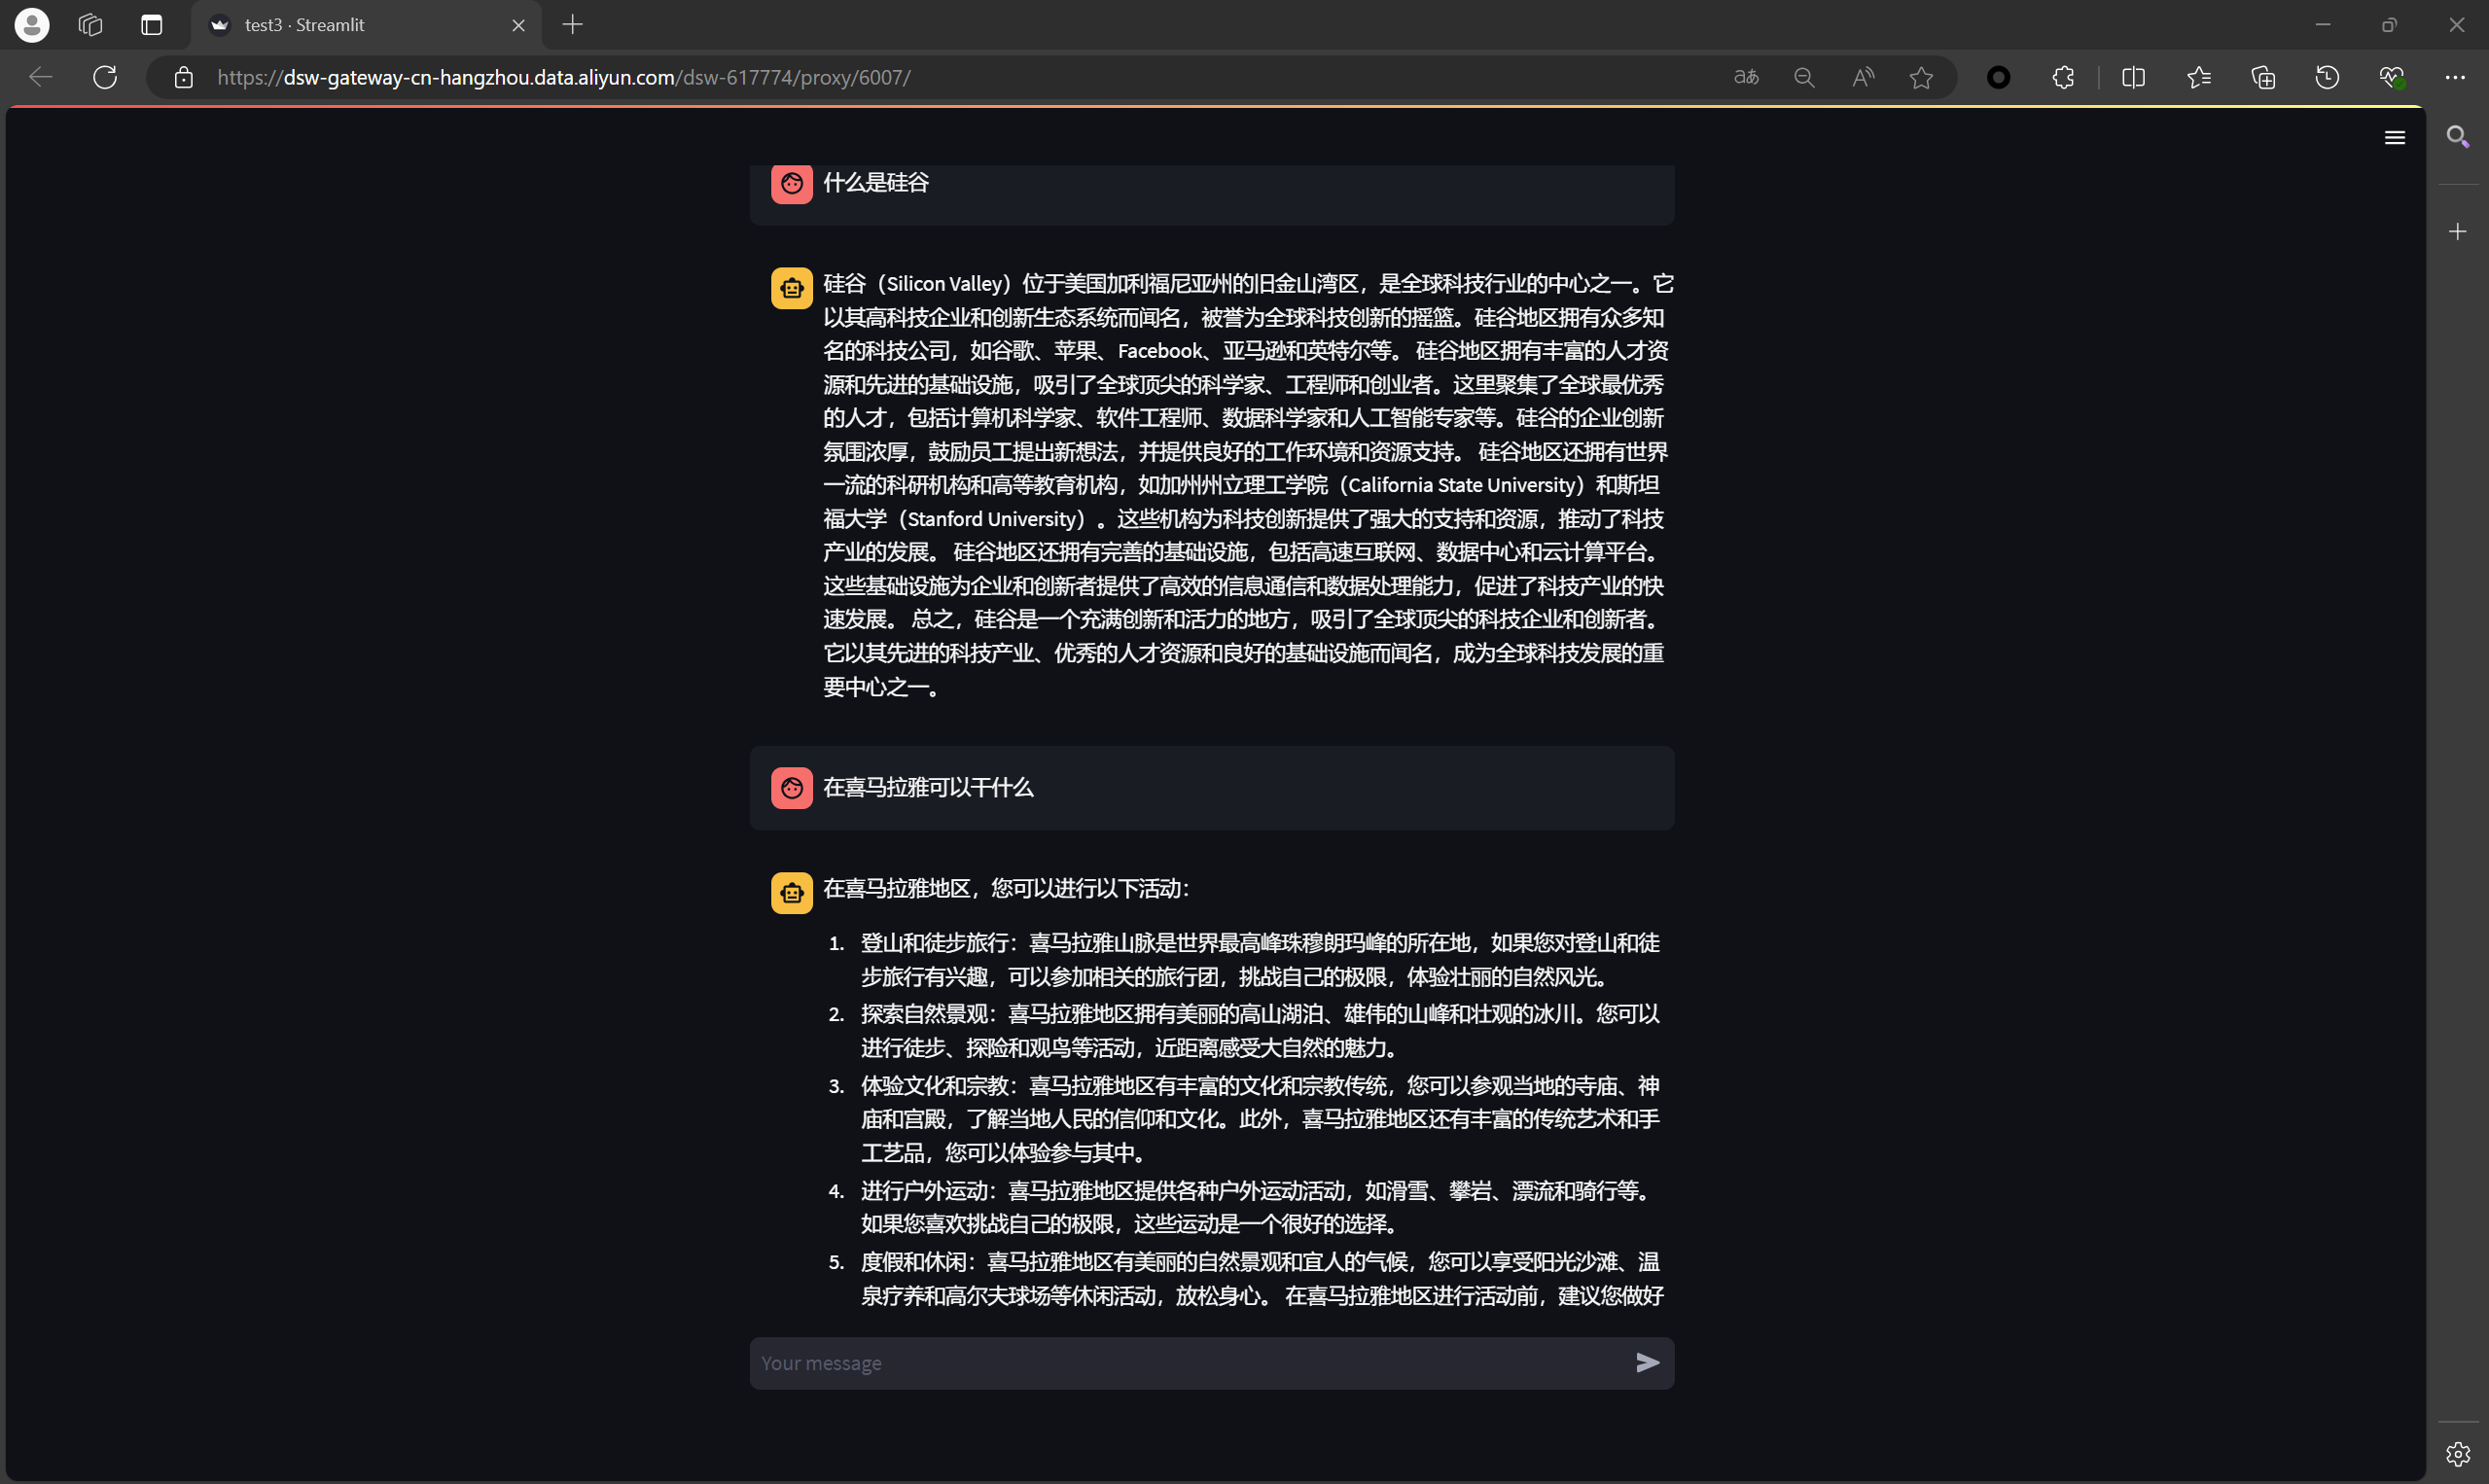 test3 · Streamlit
https://dsw-gateway-cn-hangzhou.data.aliyun.com/dsw-617774/proxy/6007/
什么是硅谷
硅谷（Silicon Valley）位于美国加利福尼亚州的旧金山湾区，是全球科技行业的中心之一。它
以其高科技企业和创新生态系统而闻名，被誉为全球科技创新的摇篮。硅谷地区拥有众多知
名的科技公司，如谷歌、苹果、Facebook、亚马逊和英特尔等。 硅谷地区拥有丰富的人才资
源和先进的基础设施，吸引了全球顶尖的科学家、工程师和创业者。这里聚集了全球最优秀
的人才，包括计算机科学家、软件工程师、数据科学家和人工智能专家等。硅谷的企业创新
氛围浓厚，鼓励员工提出新想法，并提供良好的工作环境和资源支持。 硅谷地区还拥有世界
一流的科研机构和高等教育机构，如加州州立理工学院（California State University）和斯坦
福大学（Stanford University）。这些机构为科技创新提供了强大的支持和资源，推动了科技
产业的发展。 硅谷地区还拥有完善的基础设施，包括高速互联网、数据中心和云计算平台。
这些基础设施为企业和创新者提供了高效的信息通信和数据处理能力，促进了科技产业的快
速发展。 总之，硅谷是一个充满创新和活力的地方，吸引了全球顶尖的科技企业和创新者。
它以其先进的科技产业、优秀的人才资源和良好的基础设施而闻名，成为全球科技发展的重
要中心之一。
在喜马拉雅可以干什么
在喜马拉雅地区，您可以进行以下活动：
1. 登山和徒步旅行：喜马拉雅山脉是世界最高峰珠穆朗玛峰的所在地，如果您对登山和徒
步旅行有兴趣，可以参加相关的旅行团，挑战自己的极限，体验壮丽的自然风光。
2. 探索自然景观：喜马拉雅地区拥有美丽的高山湖泊、雄伟的山峰和壮观的冰川。您可以
进行徒步、探险和观鸟等活动，近距离感受大自然的魅力。
3. 体验文化和宗教：喜马拉雅地区有丰富的文化和宗教传统，您可以参观当地的寺庙、神
庙和宫殿，了解当地人民的信仰和文化。此外，喜马拉雅地区还有丰富的传统艺术和手
工艺品，您可以体验参与其中。
4. 进行户外运动：喜马拉雅地区提供各种户外运动活动，如滑雪、攀岩、漂流和骑行等。
如果您喜欢挑战自己的极限，这些运动是一个很好的选择。
5. 度假和休闲：喜马拉雅地区有美丽的自然景观和宜人的气候，您可以享受阳光沙滩、温
泉疗养和高尔夫球场等休闲活动，放松身心。 在喜马拉雅地区进行活动前，建议您做好
Your message